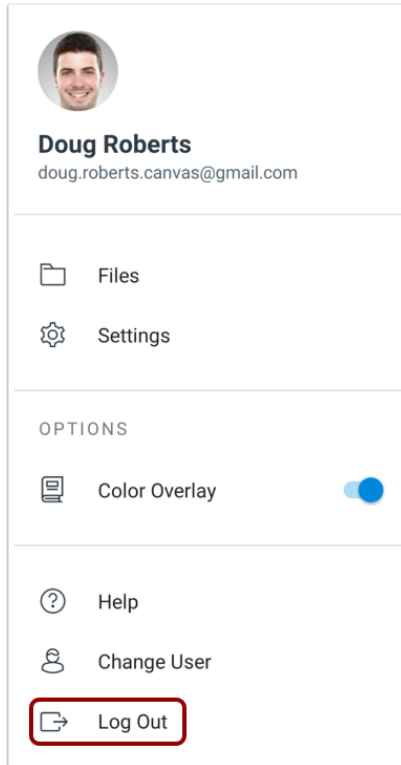 Doug Roberts
doug.roberts.canvas@gmail.com
Files
Settings
OPTIONS
Color Overlay
Help
Change User
Log Out